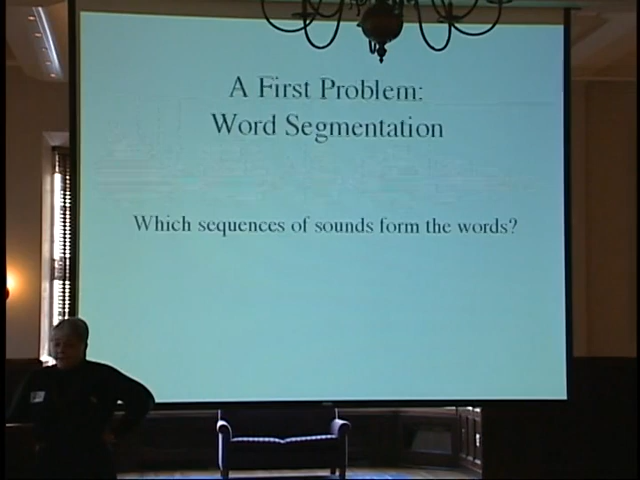 A First Problem:
Word Segmentation
Which sequences of sounds form the words?